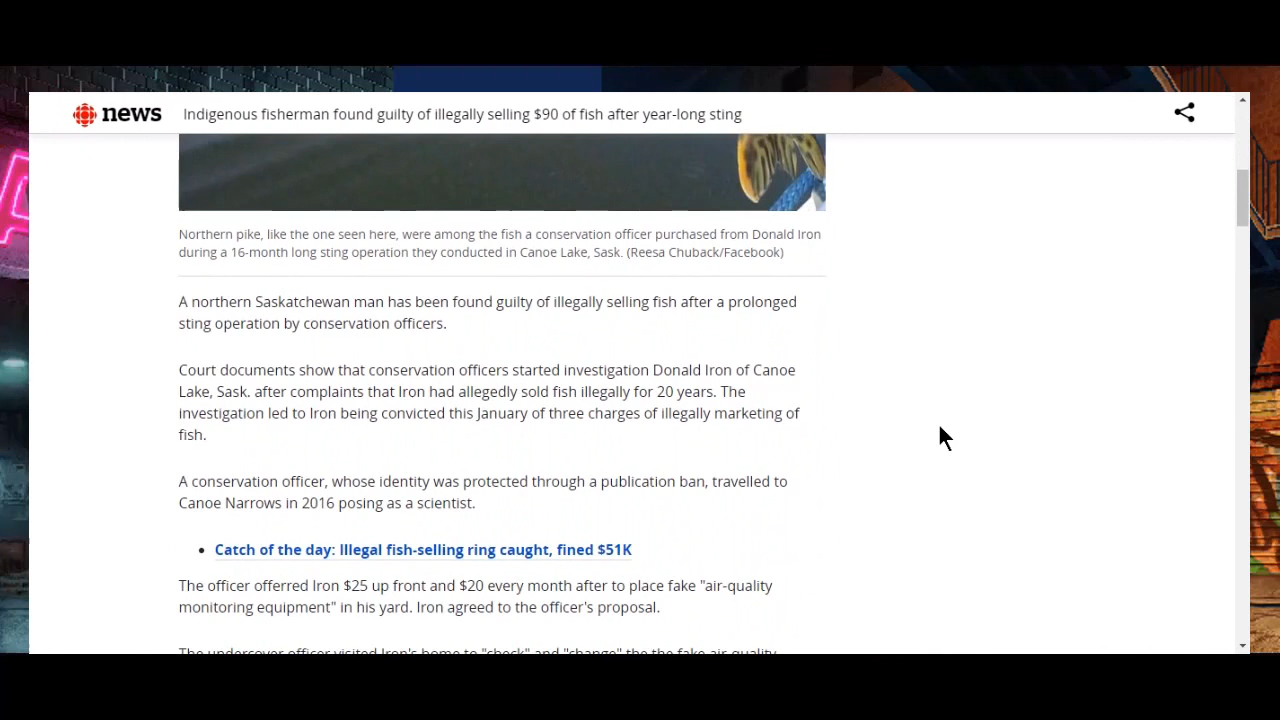 news Indigenous fisherman found guilty of illegally selling $90 of fish after year-long sting
Northern pike, like the one seen here, were among the fish a conservation officer purchased from Donald Iron
during a 16-month long sting operation they conducted in Canoe Lake, Sask. (Reesa Chuback/Facebook)
A northern Saskatchewan man has been found guilty of illegally selling fish after a prolonged
sting operation by conservation officers.
Court documents show that conservation officers started investigation Donald Iron of Canoe
Lake, Sask. after complaints that Iron had allegedly sold fish illegally for 20 years. The
investigation led to Iron being convicted this January of three charges of illegally marketing of
fish.
A conservation officer, whose identity was protected through a publication ban, travelled to
Canoe Narrows in 2016 posing as a scientist.
• Catch of the day: Illegal fish-selling ring caught, fined $51K
The officer offerred Iron $25 up front and $20 every month after to place fake "air-quality
monitoring equipment" in his yard. Iron agreed to the officer's proposal.
The undercover officer visited Iron's home to "check" and "change" the the fake air-quality